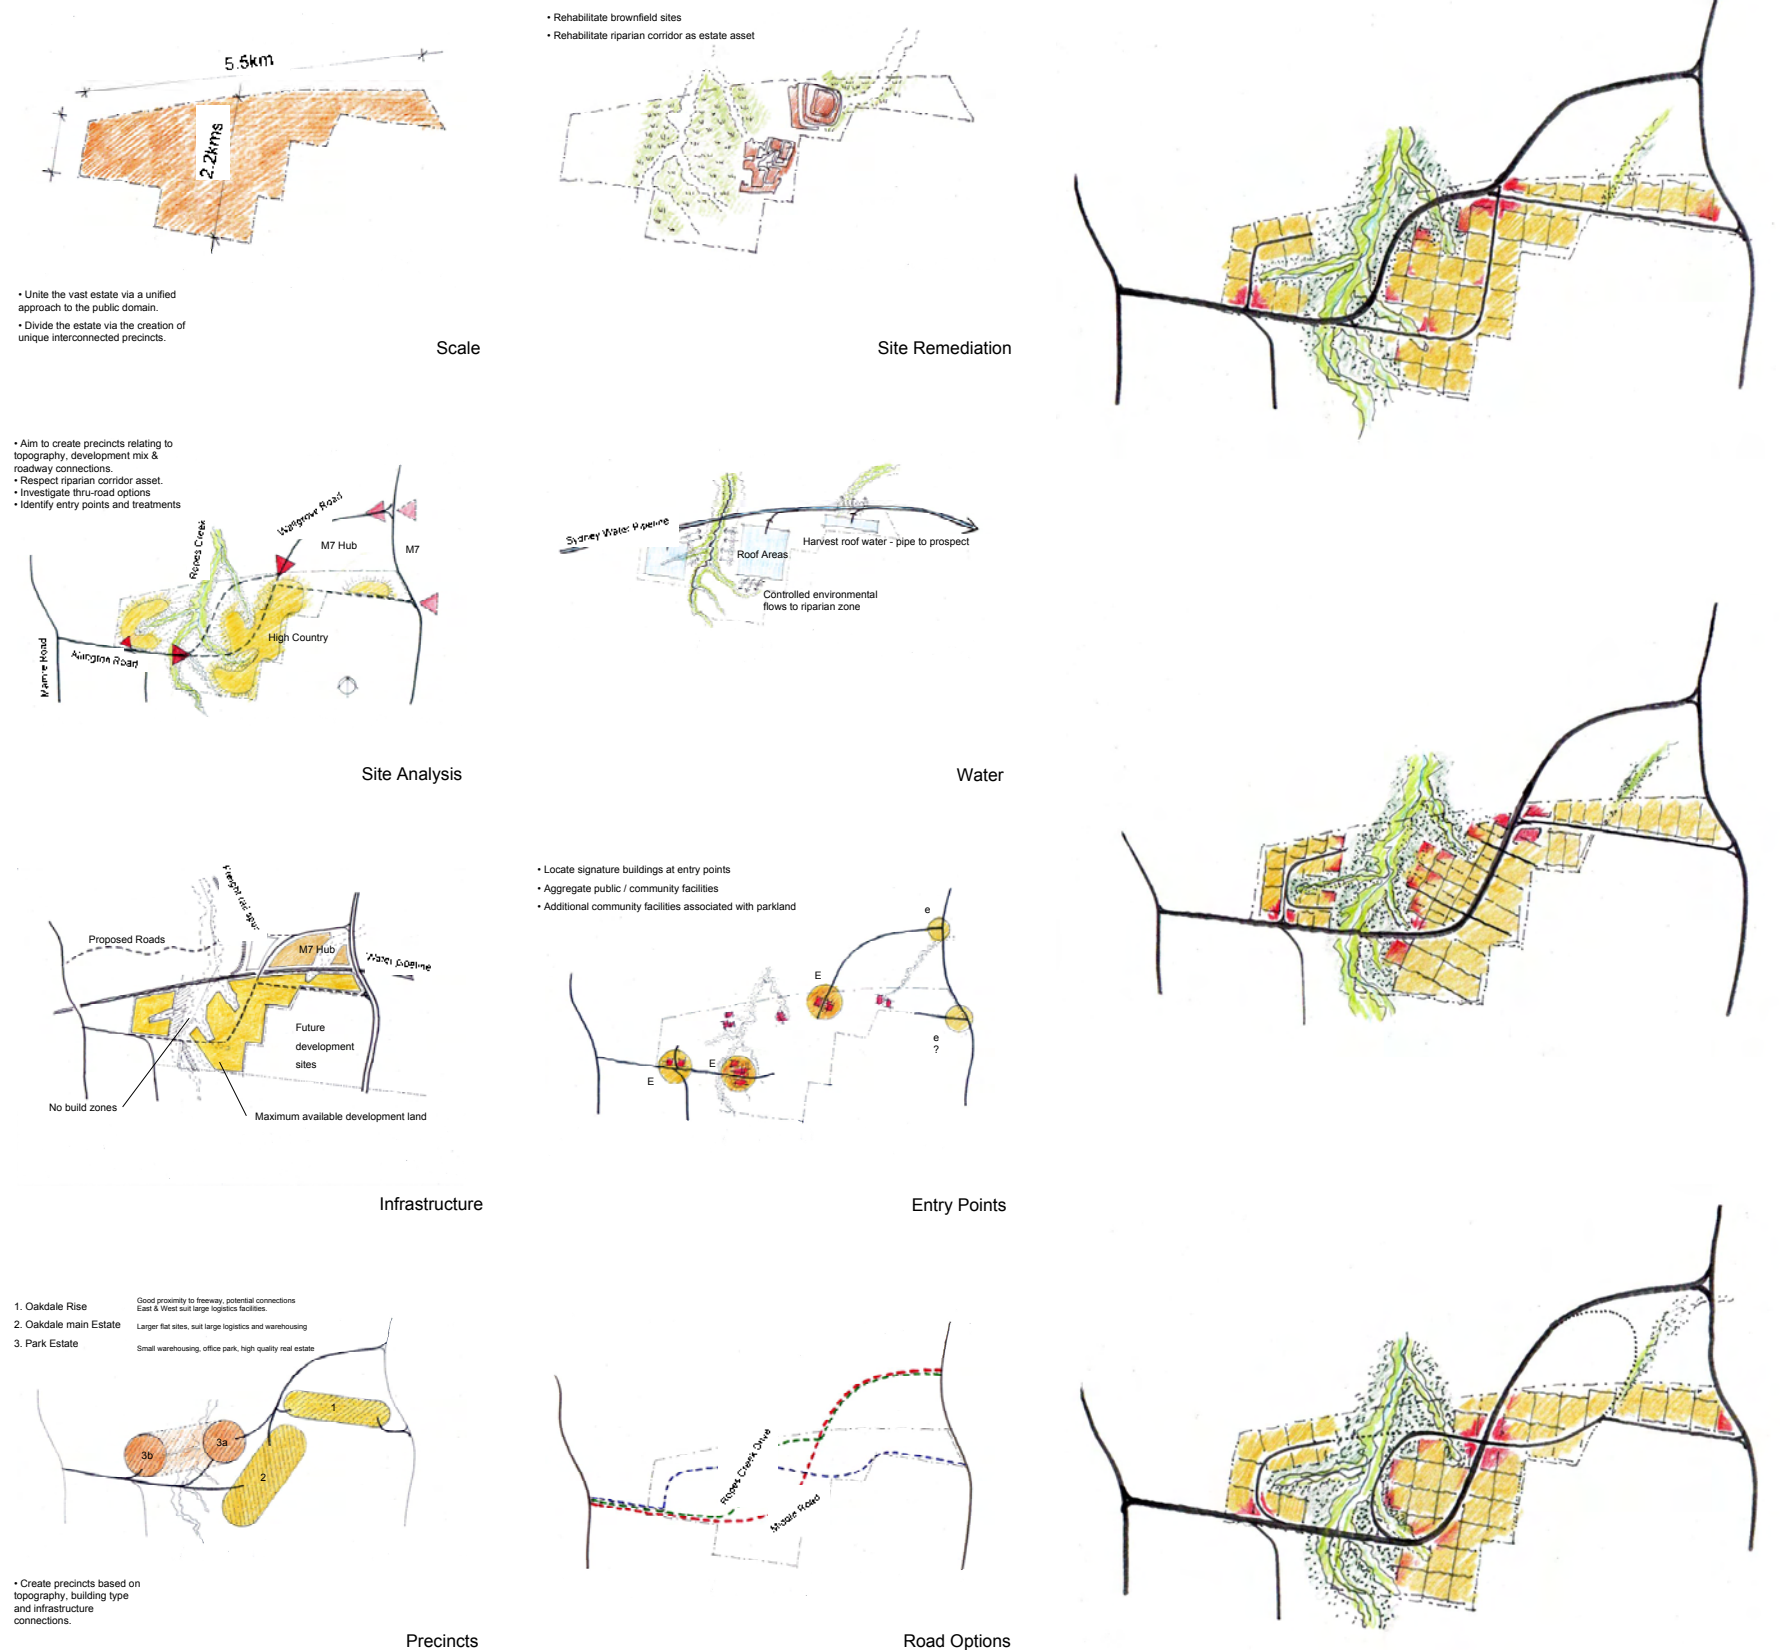 5.5km
2.2kms
• Unite the vast estate via a unified
approach to the public domain.
• Divide the estate via the creation of
unique interconnected precincts.
Scale
• Rehabilitate brownfield sites
• Rehabilitate riparian corridor as estate asset
Site Remediation
• Aim to create precincts relating to
topography, development mix &
roadway connections.
• Respect riparian corridor asset.
• Investigate thru-road options
• Identify entry points and treatments
Ropes Creek
Wallgrove Road
M7 Hub
M7
High Country
Mamre Road
Site Analysis
Sydney Water Pipeline
Roof Areas
Harvest roof water - pipe to prospect
Controlled environmental
flows to riparian zone
Water
Proposed Roads
Freight rail spur
M7 Hub
Water pipeline
Future
development
sites
No build zones
Maximum available development land
Infrastructure
• Locate signature buildings at entry points
• Aggregate public / community facilities
• Additional community facilities associated with parkland
e
E
e
?
E
E
Entry Points
1. Oakdale Rise
Good proximity to freeway, potential connections
East & West suit large logistics facilities.
2. Oakdale main Estate
Larger flat sites, suit large logistics and warehousing
3. Park Estate
Small warehousing, office park, high quality real estate
1
3a
3b
2
• Create precincts based on
topography, building type
and infrastructure
connections.
Precincts
Ropes Creek Drive
Middle Road
Road Options